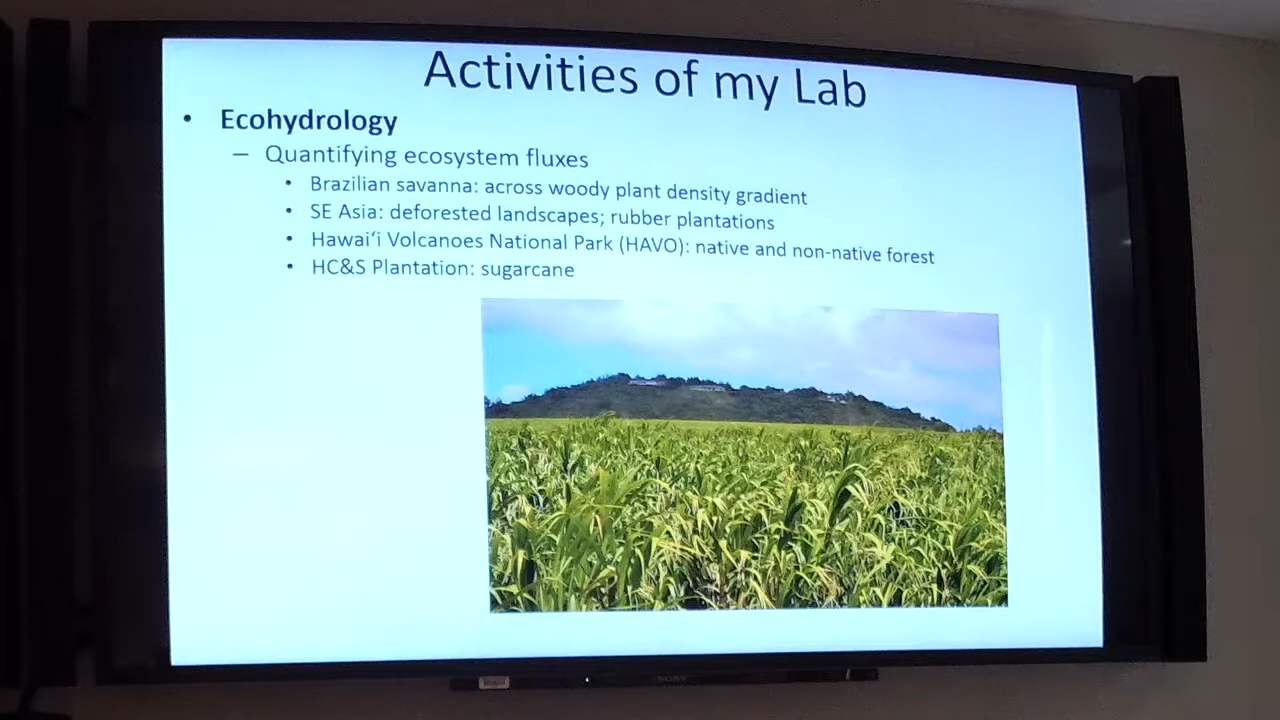 Activities of my Lab
• Ecohydrology
– Quantifying ecosystem fluxes
• Brazilian savanna: across woody plant density gradient
• SE Asia: deforested landscapes; rubber plantations
• Hawaiʻi Volcanoes National Park (HAVO): native and non-native forest
• HC&S Plantation: sugarcane
SONY